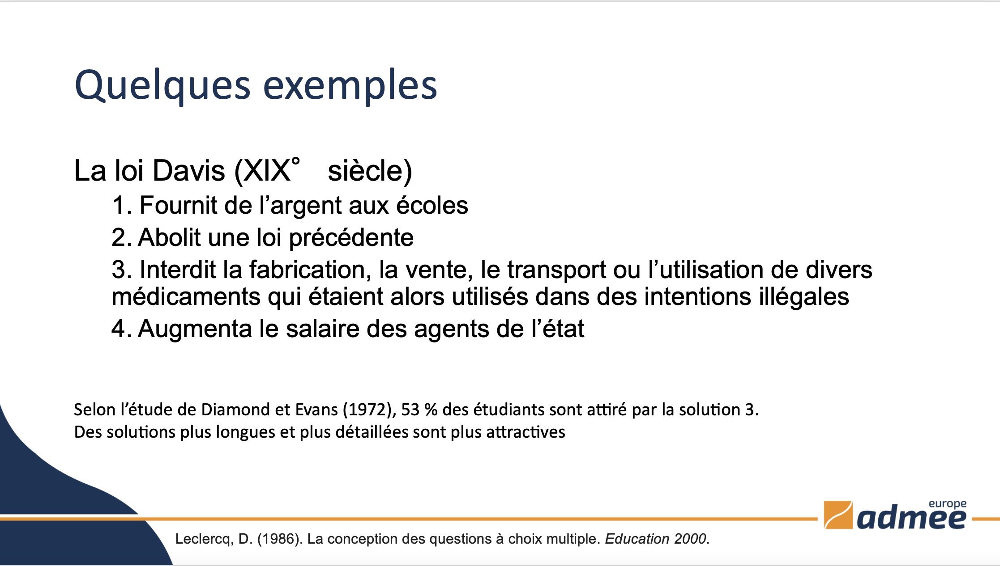 Quelques exemples
La loi Davis (XIX° siècle)
1. Fournit de l’argent aux écoles
2. Abolit une loi précédente
3. Interdit la fabrication, la vente, le transport ou l’utilisation de divers
médicaments qui étaient alors utilisés dans des intentions illégales
4. Augmenta le salaire des agents de l’état
Selon l’étude de Diamond et Evans (1972), 53 % des étudiants sont attiré par la solution 3.
Des solutions plus longues et plus détaillées sont plus attractives
europe
admee
Leclercq, D. (1986). La conception des questions à choix multiple. Education 2000.